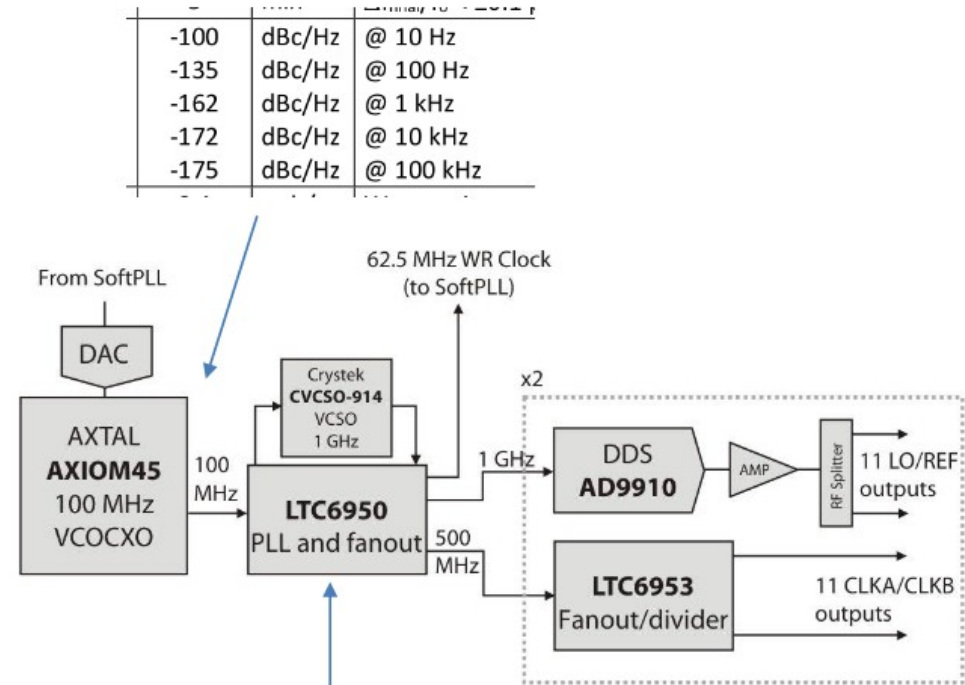 -100 dBc/Hz @ 10 Hz
-135 dBc/Hz @ 100 Hz
-162 dBc/Hz @ 1 kHz
-172 dBc/Hz @ 10 kHz
-175 dBc/Hz @ 100 kHz
62.5 MHz WR Clock
(to SoftPLL)
From SoftPLL
DAC
AXTAL
AXIOM45
100 MHz
VCOCXO
100
MHz
Crystek
CVCSO-914
VCSO
1 GHz
LTC6950
PLL and fanout
1 GHz
500
MHz
x2
DDS
AD9910
AMP
RF Splitter
11 LO/REF
outputs
LTC6953
Fanout/divider
11 CLKA/CLKB
outputs